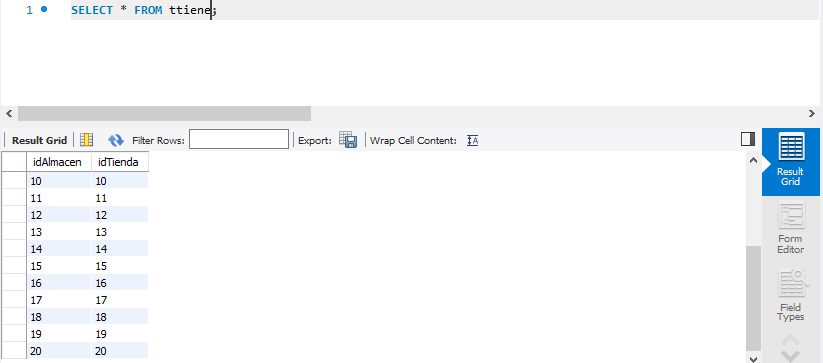 1 SELECT * FROM ttiene;
Result Grid Filter Rows: Export: Wrap Cell Content: IA
idAlmacen idTienda
10 10
11 11
12 12
13 13
14 14
15 15
16 16
17 17
18 18
19 19
20 20
Result
Grid
Form
Editor
Field
Types